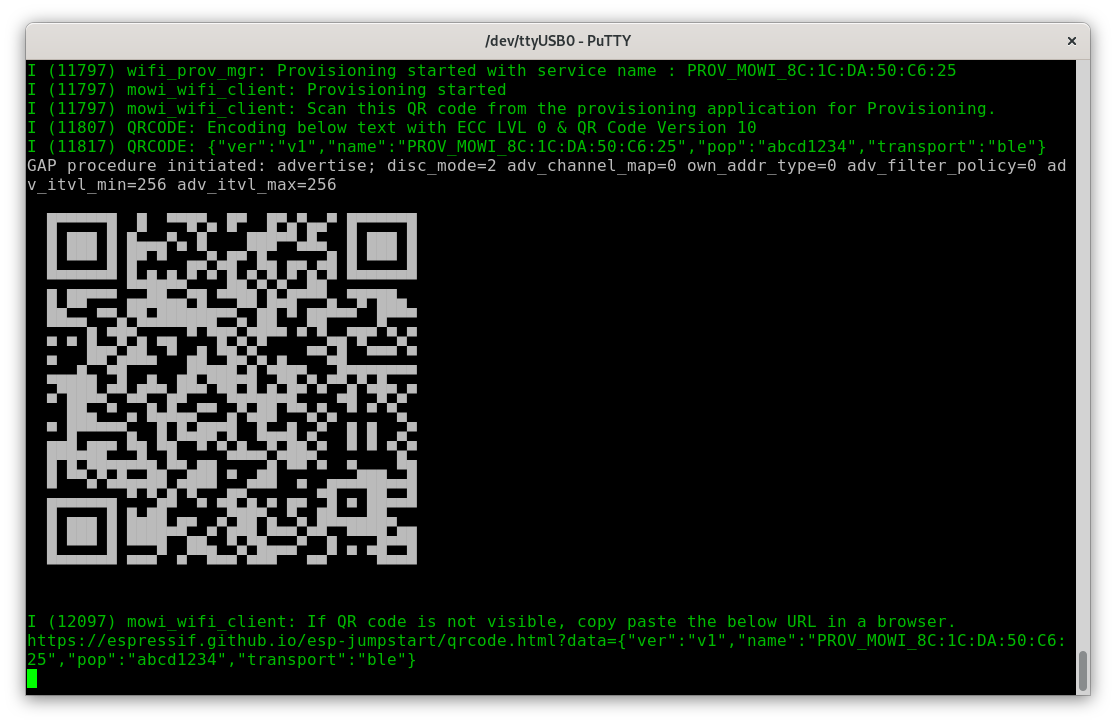 /dev/ttyUSB0 - PuTTY
I (11797) wifi_prov_mgr: Provisioning started with service name : PROV_MOWI_8C:1C:DA:50:C6:25
I (11797) mowi_wifi_client: Provisioning started
I (11797) mowi_wifi_client: Scan this QR code from the provisioning application for Provisioning.
I (11807) QRCODE: Encoding below text with ECC LVL 0 & QR Code Version 10
I (11817) QRCODE: {"ver":"v1","name":"PROV_MOWI_8C:1C:DA:50:C6:25","pop":"abcd1234","transport":"ble"}
GAP procedure initiated: advertise; disc_mode=2 adv_channel_map=0 own_addr_type=0 adv_filter_policy=0 ad
v_itvl_min=256 adv_itvl_max=256
I (12097) mowi_wifi_client: If QR code is not visible, copy paste the below URL in a browser.
https://espressif.github.io/esp-jumpstart/qrcode.html?data={"ver":"v1","name":"PROV_MOWI_8C:1C:DA:50:C6:
25","pop":"abcd1234","transport":"ble"}